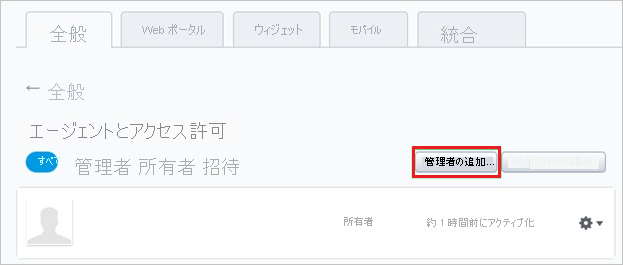 全般 Web ポータル ウィジェット モバイル 統合
← 全般
エージェントとアクセス許可
すべて 管理者 所有者 招待 管理者の追加...
所有者 約 1 時間前にアクティブ化